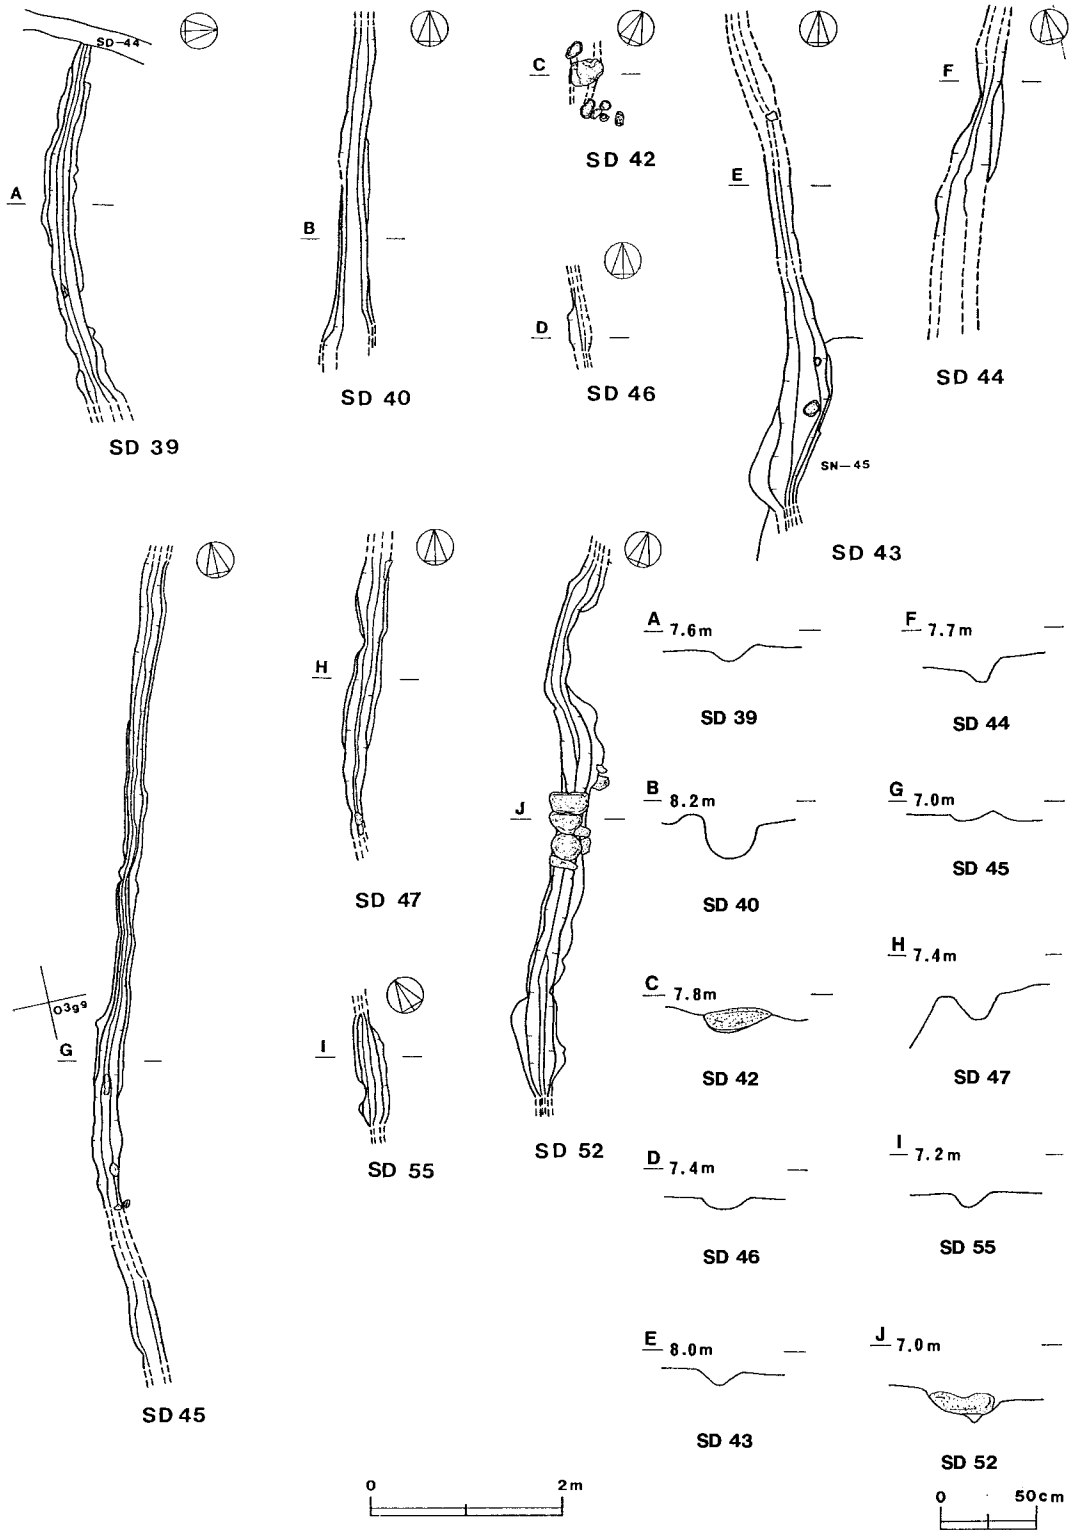 SD-44
A
SD 39
B
SD 40
C
SD 42
D
SD 46
E
SN-45
SD 43
F
SD 44
O3g9
G
SD 45
H
SD 47
I
SD 55
J
SD 52
A 7.6m
SD 39
F 7.7m
SD 44
B 8.2m
SD 40
G 7.0m
SD 45
C 7.8m
SD 42
H 7.4m
SD 47
D 7.4m
SD 46
I 7.2m
SD 55
E 8.0m
SD 43
J 7.0m
SD 52
0 2m
0 50cm